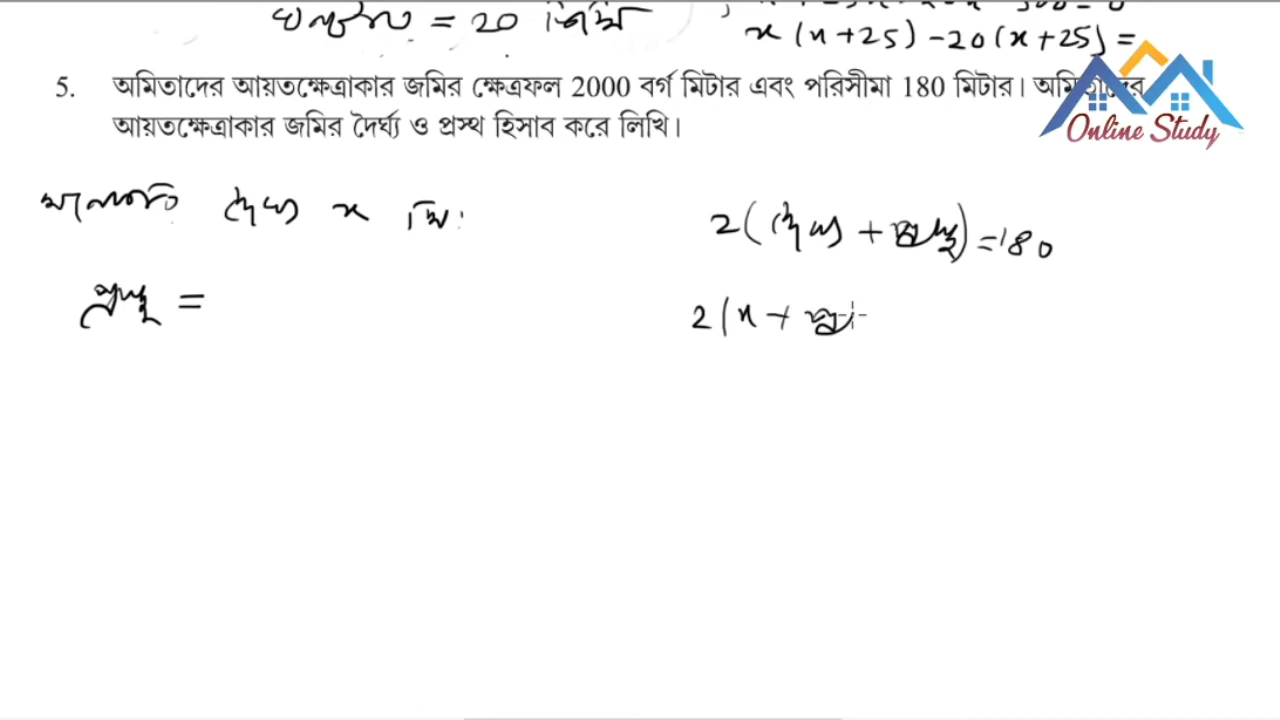 = 20
x (x+25) -20 (x+25) =
5. অমিতাদের আয়তক্ষেত্রাকার জমির ক্ষেত্রফল 2000 বর্গ মিটার এবং পরিসীমা 180 মিটার। অমিতাদের
আয়তক্ষেত্রাকার জমির দৈর্ঘ্য ও প্রস্থ হিসাব করে লিখি।
Online Study
দৈর্ঘ্য x মি:
প্রস্থ =
2 (দৈর্ঘ্য + প্রস্থ) = 180
2 (x +